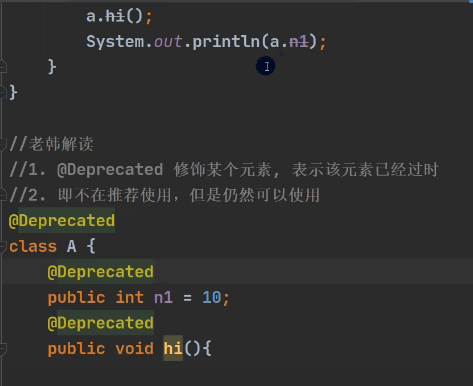 a.hi();
System.out.println(a.n1);
}
}
//老韩解读
//1. @Deprecated 修饰某个元素, 表示该元素已经过时
//2. 即不在推荐使用，但是仍然可以使用
@Deprecated
class A {
@Deprecated
public int n1 = 10;
@Deprecated
public void hi(){